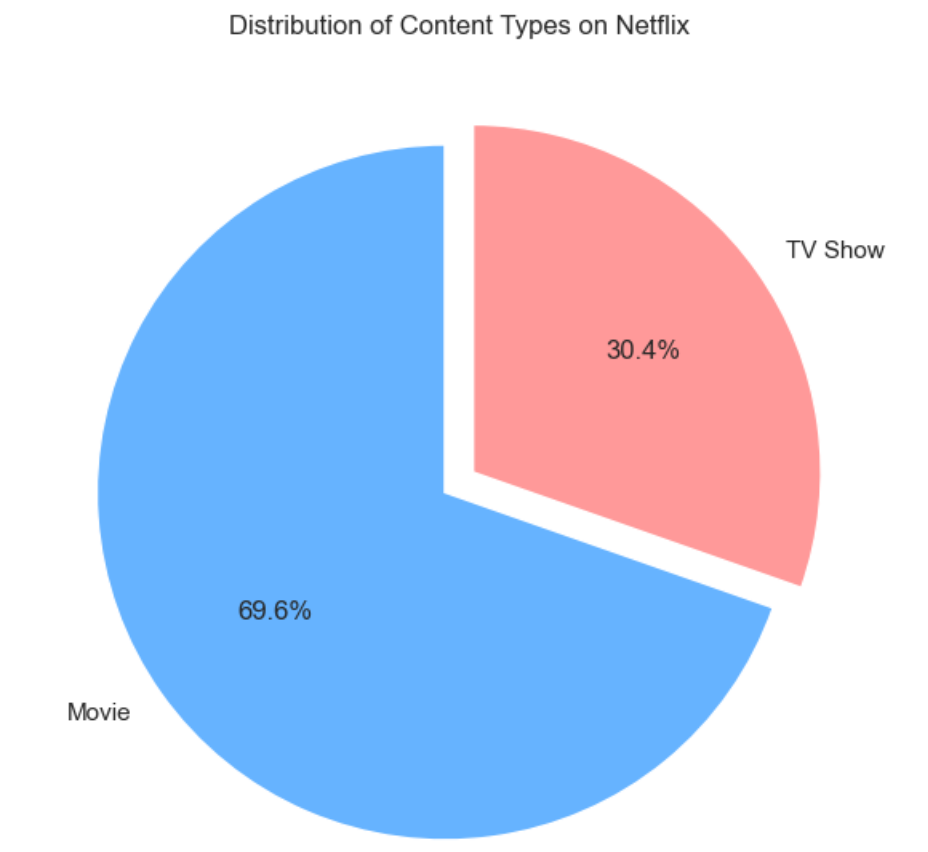 Distribution of Content Types on Netflix
TV Show
30.4%
69.6%
Movie